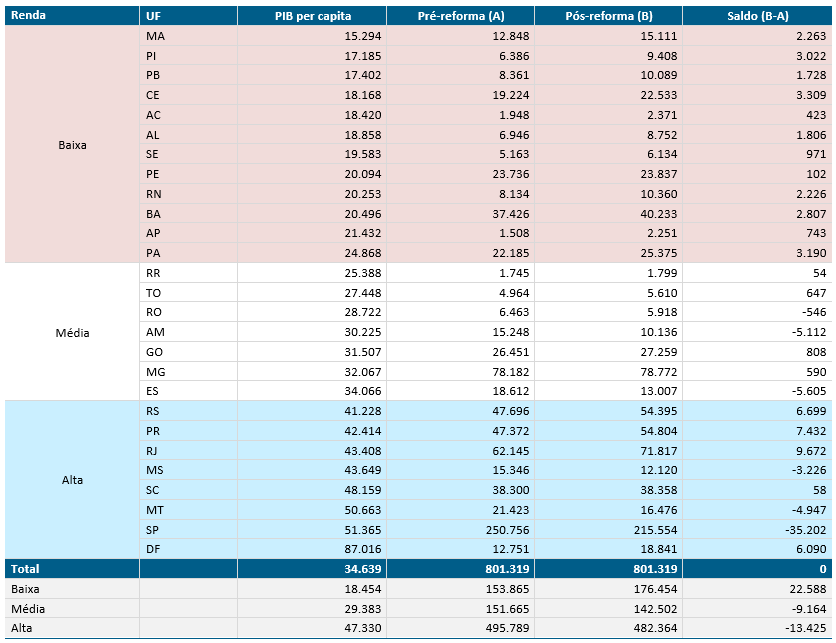 Renda UF PIB per capita Pré-reforma (A) Pós-reforma (B) Saldo (B-A)
MA 15.294 12.848 15.111 2.263
PI 17.185 6.386 9.408 3.022
PB 17.402 8.361 10.089 1.728
CE 18.168 19.224 22.533 3.309
AC 18.420 1.948 2.371 423
AL 18.858 6.946 8.752 1.806
Baixa
SE 19.583 5.163 6.134 971
PE 20.094 23.736 23.837 102
RN 20.253 8.134 10.360 2.226
BA 20.496 37.426 40.233 2.807
AP 21.432 1.508 2.251 743
PA 24.868 22.185 25.375 3.190
RR 25.388 1.745 1.799 54
TO 27.448 4.964 5.610 647
RO 28.722 6.463 5.918 -546
Média AM 30.225 15.248 10.136 -5.112
GO 31.507 26.451 27.259 808
MG 32.067 78.182 78.772 590
ES 34.066 18.612 13.007 -5.605
RS 41.228 47.696 54.395 6.699
PR 42.414 47.372 54.804 7.432
RJ 43.408 62.145 71.817 9.672
MS 43.649 15.346 12.120 -3.226
Alta
SC 48.159 38.300 38.358 58
MT 50.663 21.423 16.476 -4.947
SP 51.365 250.756 215.554 -35.202
DF 87.016 12.751 18.841 6.090
Total 34.639 801.319 801.319 0
Baixa 18.454 153.865 176.454 22.588
Média 29.383 151.665 142.502 -9.164
Alta 47.330 495.789 482.364 -13.425